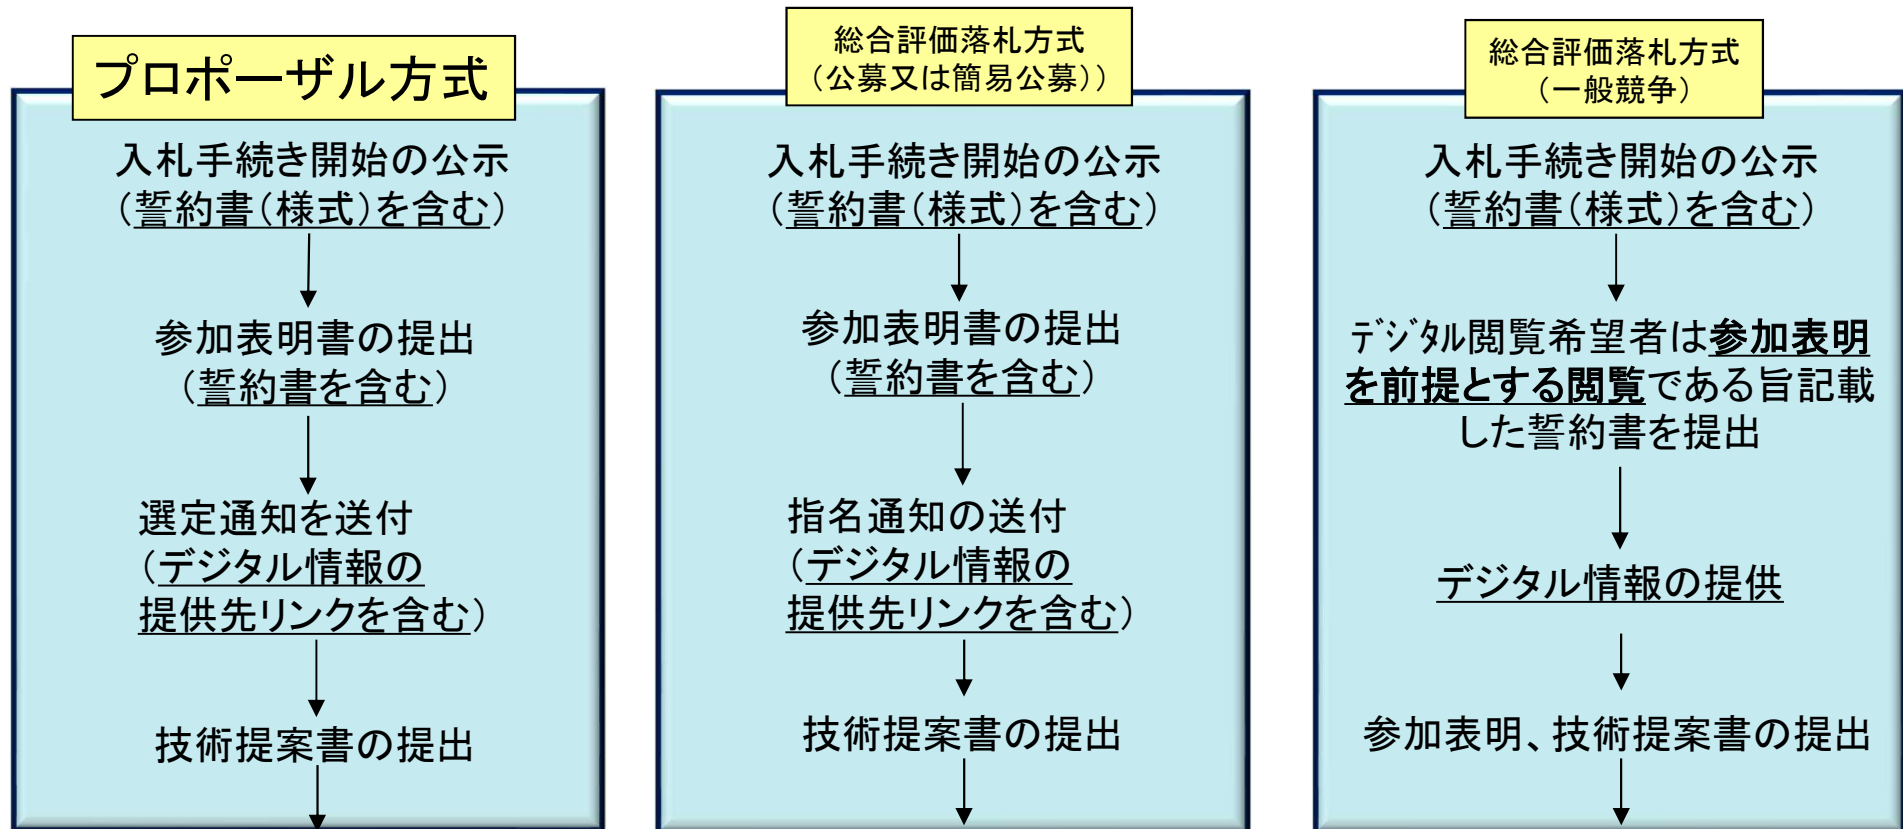 プロポーザル方式
入札手続き開始の公示
（誓約書（様式）を含む）
参加表明書の提出
（誓約書を含む）
選定通知を送付
（デジタル情報の
提供先リンクを含む）
技術提案書の提出
総合評価落札方式
（公募又は簡易公募））
入札手続き開始の公示
（誓約書（様式）を含む）
参加表明書の提出
（誓約書を含む）
指名通知の送付
（デジタル情報の
提供先リンクを含む）
技術提案書の提出
総合評価落札方式
（一般競争）
入札手続き開始の公示
（誓約書（様式）を含む）
ﾃﾞｼﾞﾀﾙ閲覧希望者は参加表明
を前提とする閲覧である旨記載
した誓約書を提出
デジタル情報の提供
参加表明、技術提案書の提出